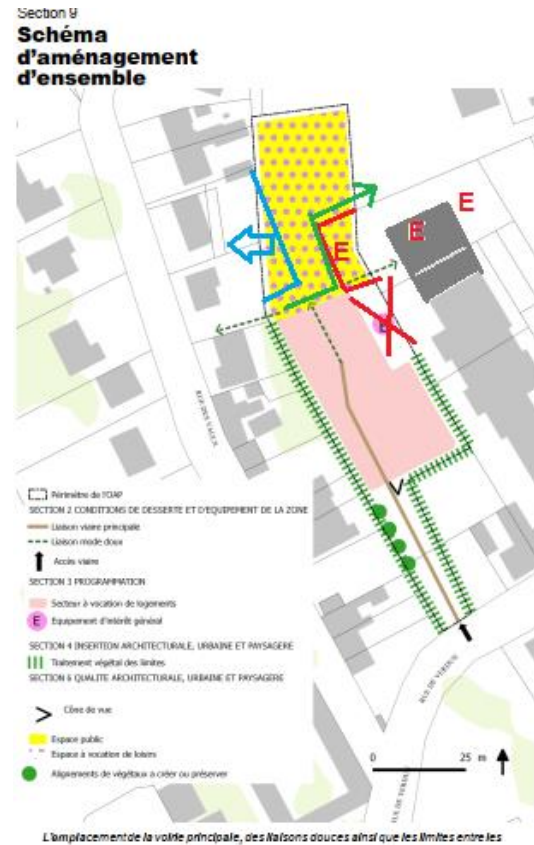 Section 9
Schéma
d'aménagement
d'ensemble
E
E
E
E
RUE DES VAUX
Périmètre de l'OAP
SECTION 2 CONDITIONS DE DESSERTE ET D'EQUIPEMENT DE LA ZONE
Liaison viaire principale
Liaison mode doux
Accès viaire
SECTION 3 PROGRAMMATION
Secteur à vocation de logements
E Equipement d'intérêt général
SECTION 4 INSERTION ARCHITECTURALE, URBAINE ET PAYSAGERE
Traitement végétal des limites
SECTION 6 QUALITE ARCHITECTURALE, URBAINE ET PAYSAGERE
Cône de vue
Espace public
Espace à vocation de loisirs
Alignements de végétaux a créer ou préserver
RUE DE VERDUN
RUE DE VERDUN
0 25 m
L'emplacement de la voirie principale, des liaisons douces ainsi que les limites entre les